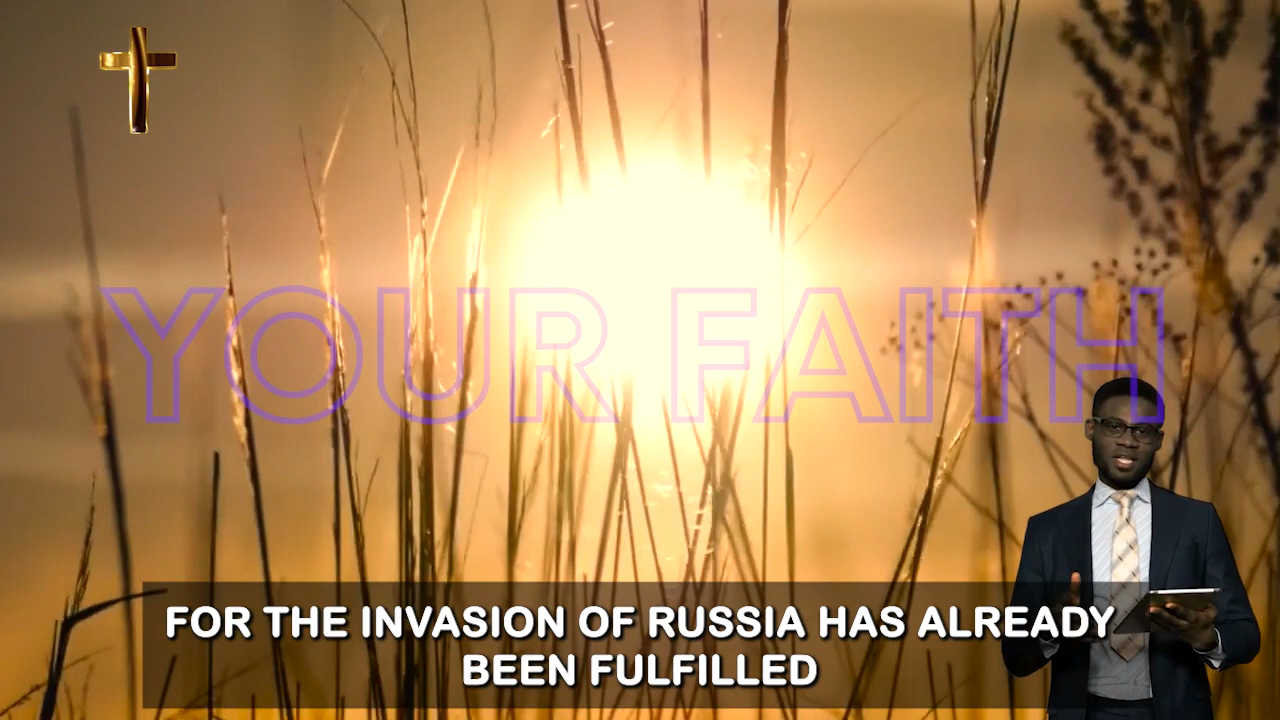 YOUR FAITH
FOR THE INVASION OF RUSSIA HAS ALREADY
BEEN FULFILLED